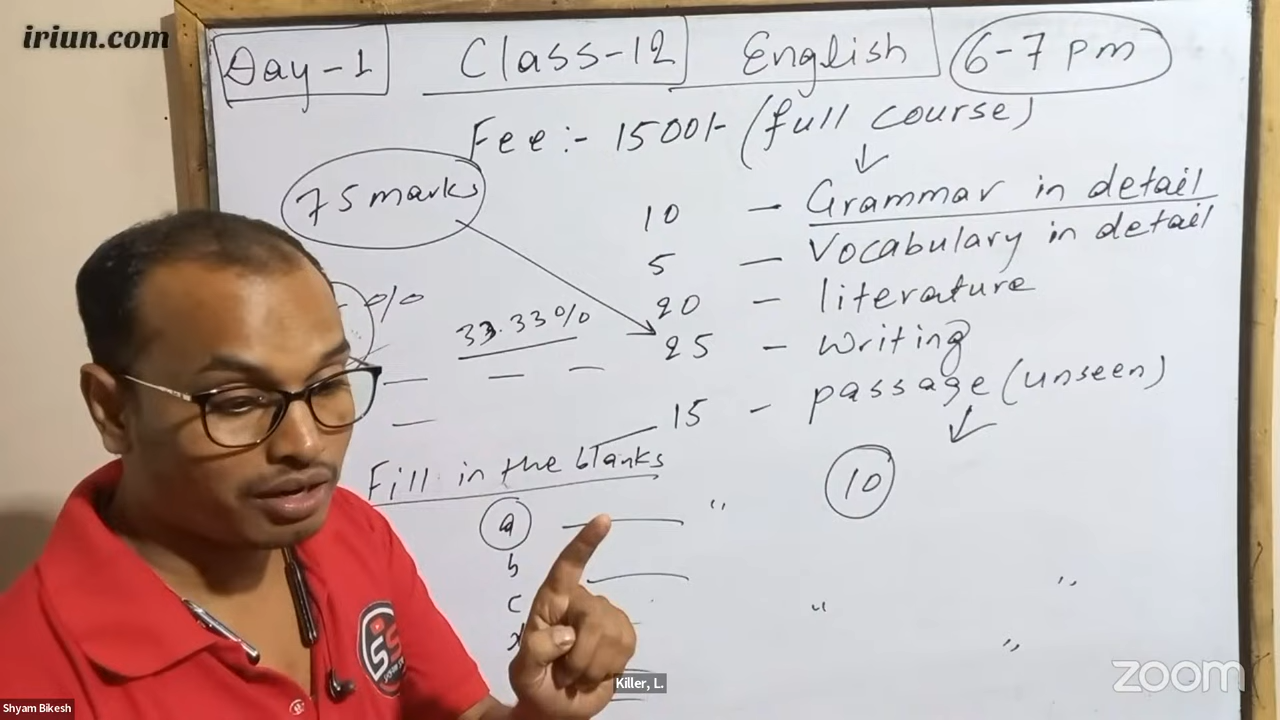 iriun.com
Day-1 Class-12 English 6-7 pm
Fee:- 1500/- (full course)
75 marks
10 - Grammar in detail
5 - Vocabulary in detail
20 - literature
33.33%
25 - writing
15 - passage (unseen)
10
Fill in the blanks
a
b
c
zoom
Killer, L.
Shyam Bikesh